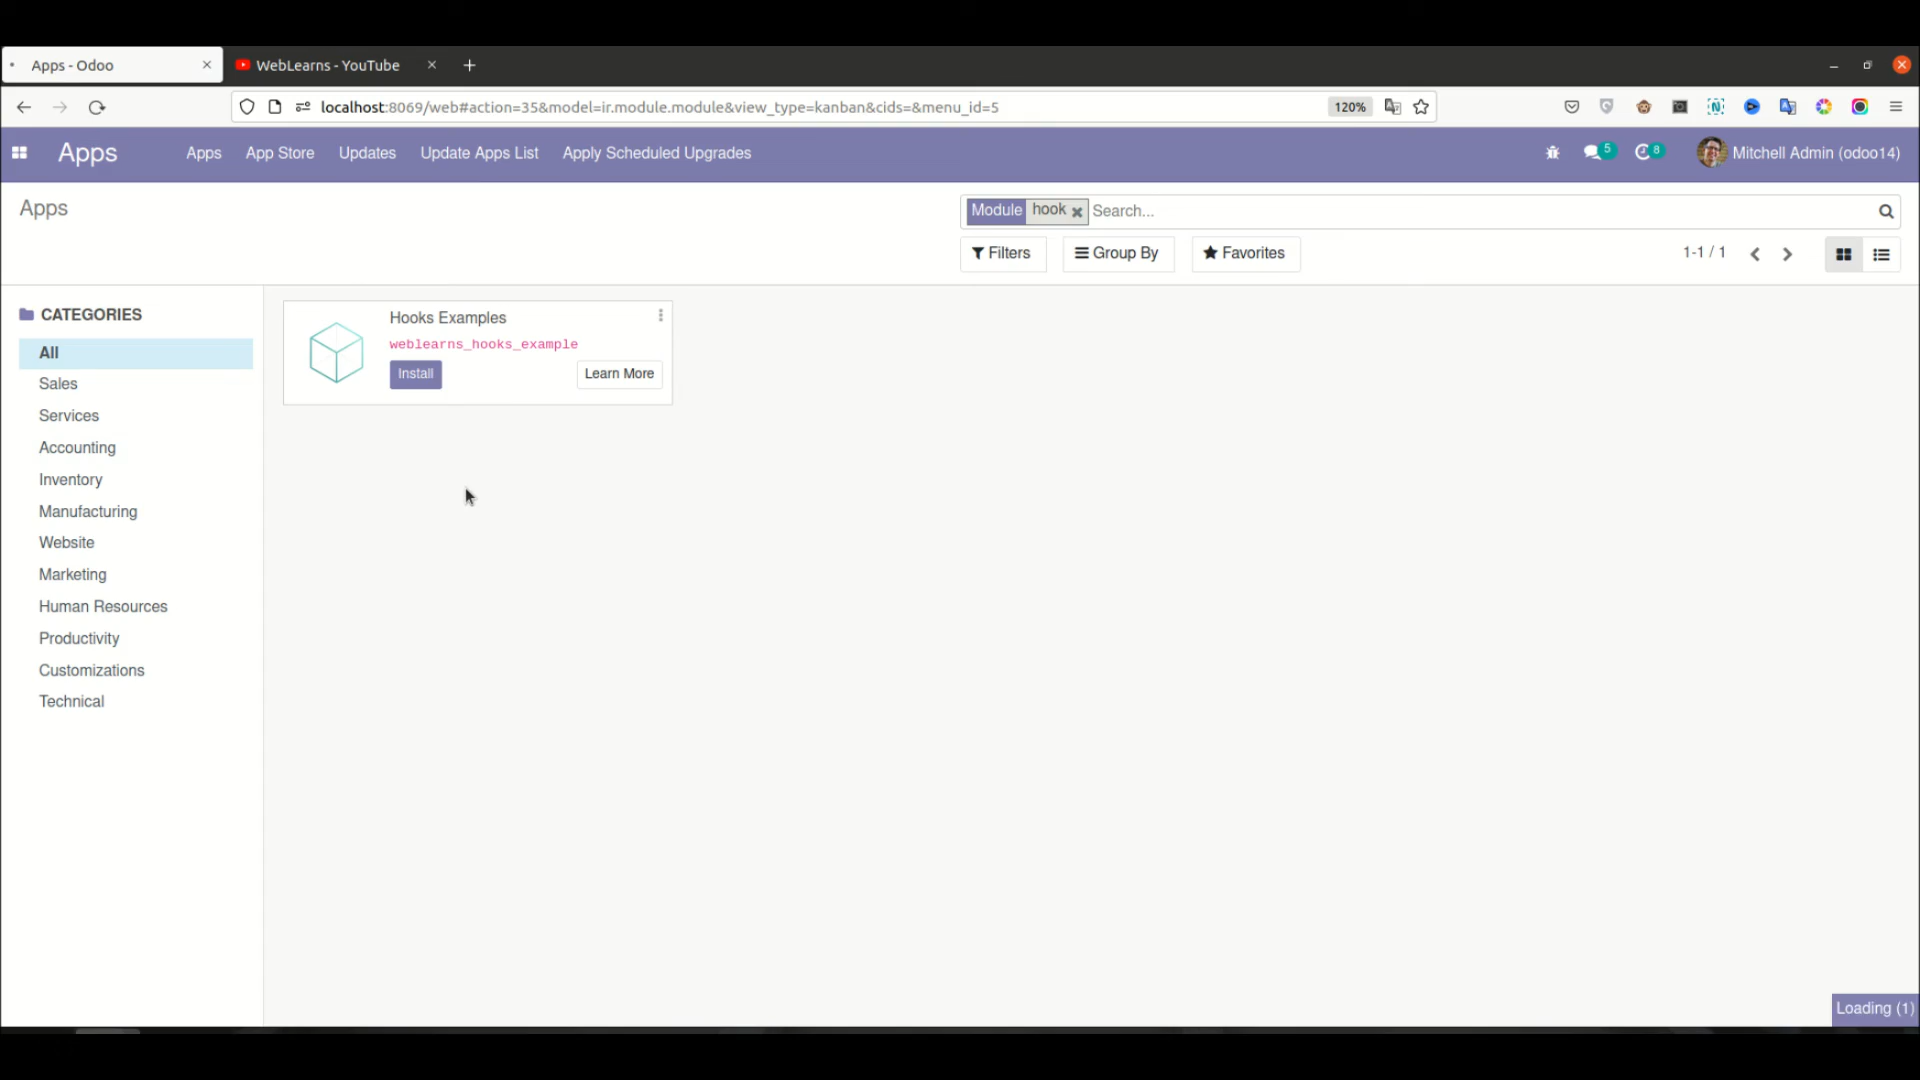 Apps - Odoo
WebLearns - YouTube
localhost:8069/web#action=35&model=ir.module.module&view_type=kanban&cids=&menu_id=5
120%
Apps
Apps
App Store
Updates
Update Apps List
Apply Scheduled Upgrades
5
8
Mitchell Admin (odoo14)
Apps
Module
hook
Search...
Filters
Group By
Favorites
1-1 / 1
CATEGORIES
All
Sales
Services
Accounting
Inventory
Manufacturing
Website
Marketing
Human Resources
Productivity
Customizations
Technical
Hooks Examples
weblearns_hooks_example
Install
Learn More
Loading (1)